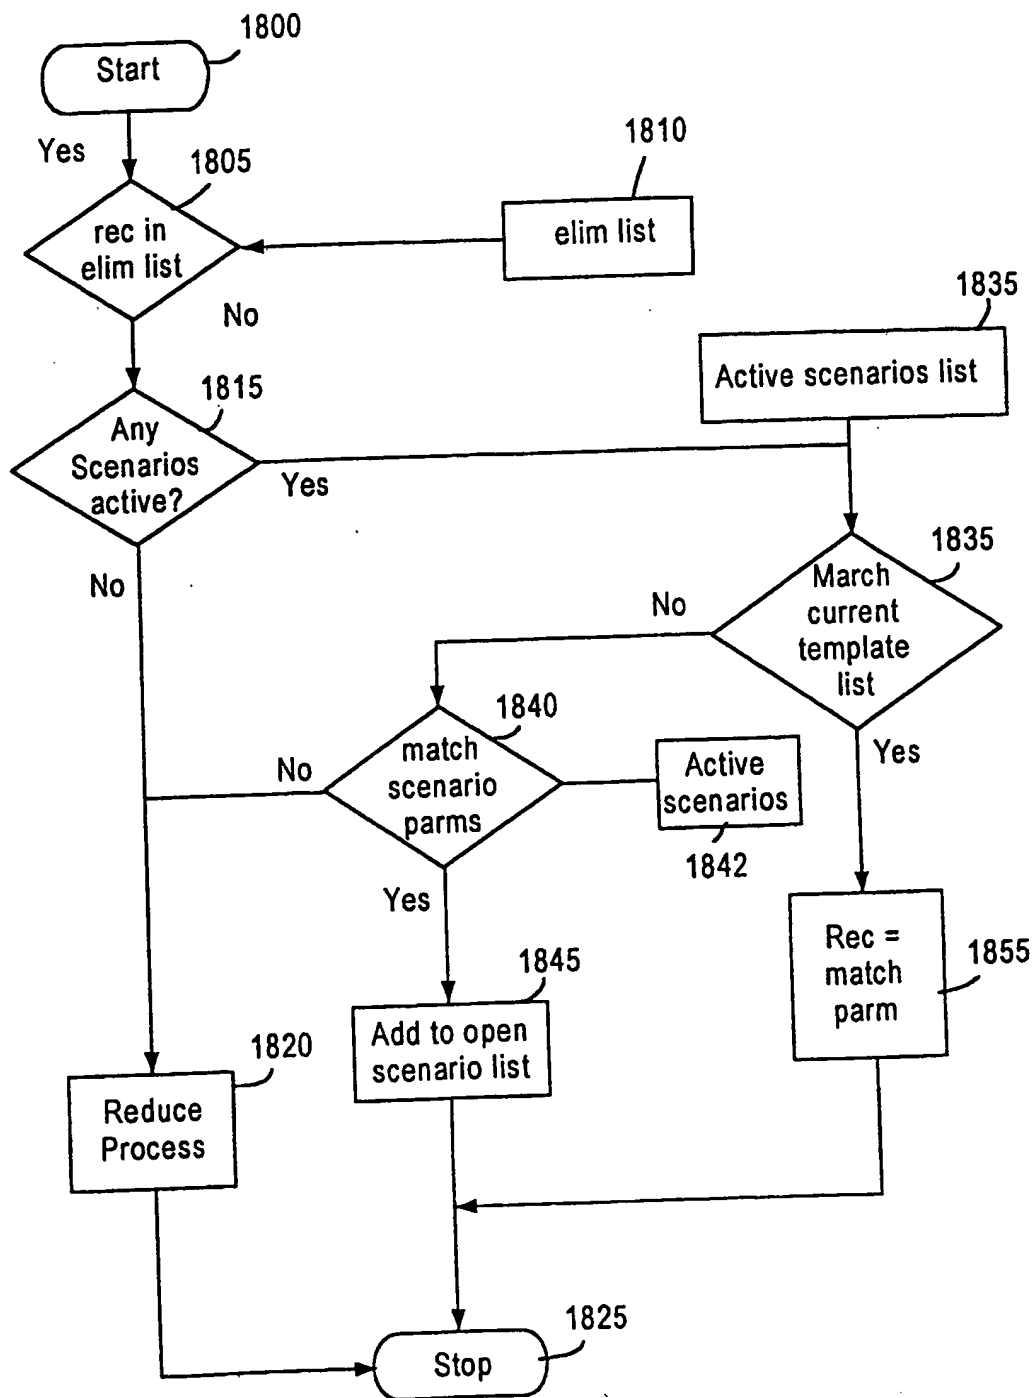 1800
Start
Yes
1805
1810
rec in
elim list
elim list
No
1835
Active scenarios list
1815
Any
Scenarios
active?
Yes
No
1835
March
current
template
list
No
Yes
1840
match
scenario
parms
No
Yes
Active
scenarios
1842
Rec =
match
parm
1855
1845
Add to open
scenario list
1820
Reduce
Process
1825
Stop